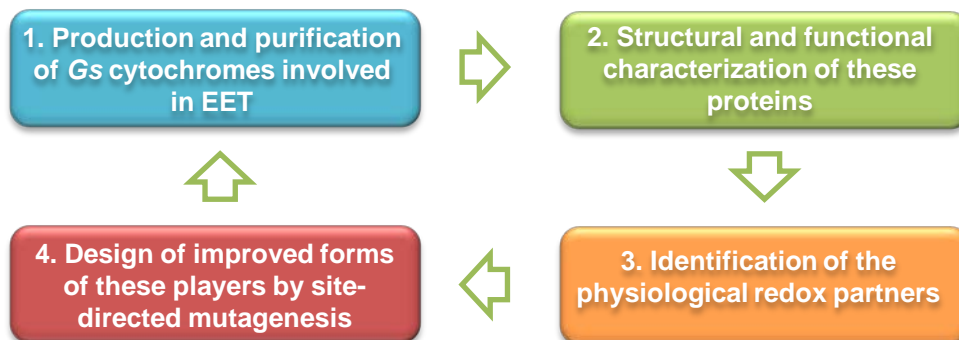 1. Production and purification
of Gs cytochromes involved
in EET
2. Structural and functional
characterization of these
proteins
3. Identification of the
physiological redox partners
4. Design of improved forms
of these players by site-
directed mutagenesis